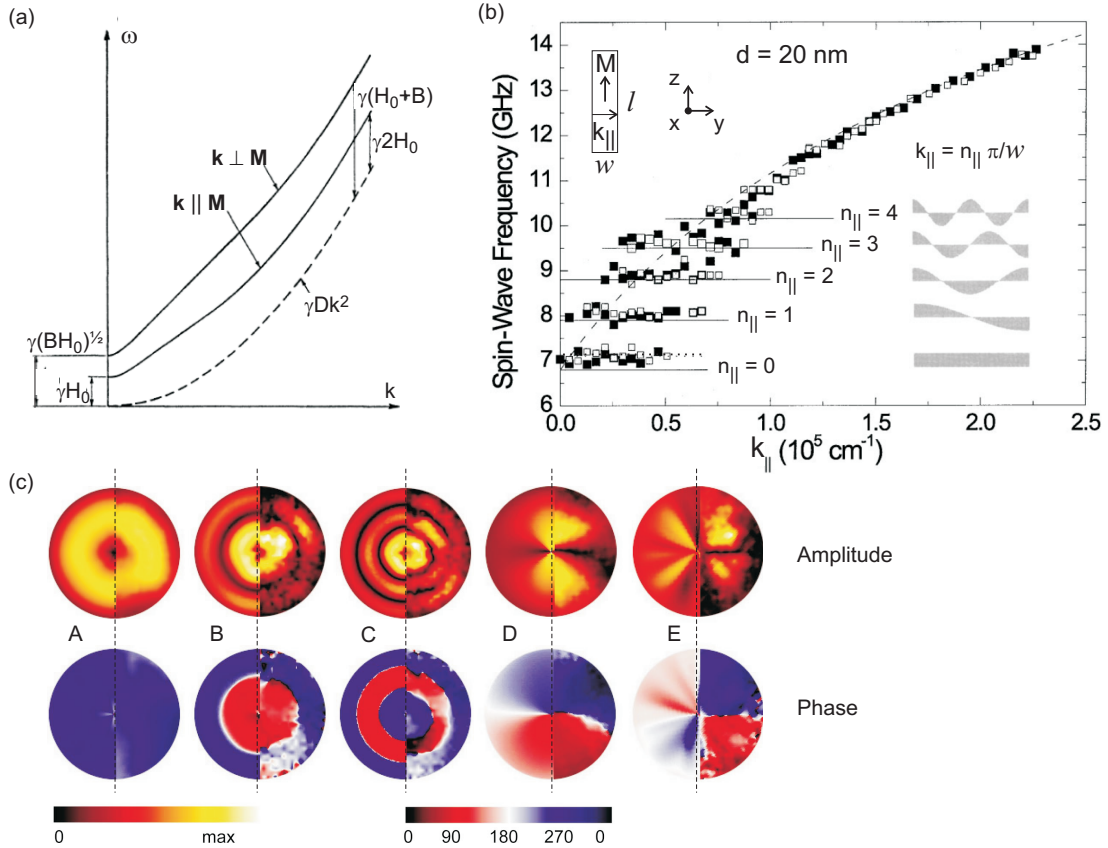 (a)
ω
γ(H₀+B)
γ2H₀
k ⊥ M
k || M
γDk²
γ(BH₀)½
γH₀
k
(b)
Spin-Wave Frequency (GHz)
14
13
12
11
10
9
8
7
6
M
k||
l
w
z
x
y
d = 20 nm
k|| = n|| π/w
n|| = 4
n|| = 3
n|| = 2
n|| = 1
n|| = 0
0 0.5 1.0 1.5 2.0 2.5
k|| (10⁵ cm⁻¹)
(c)
Amplitude
A B C D E
Phase
0 max 0 90 180 270 0